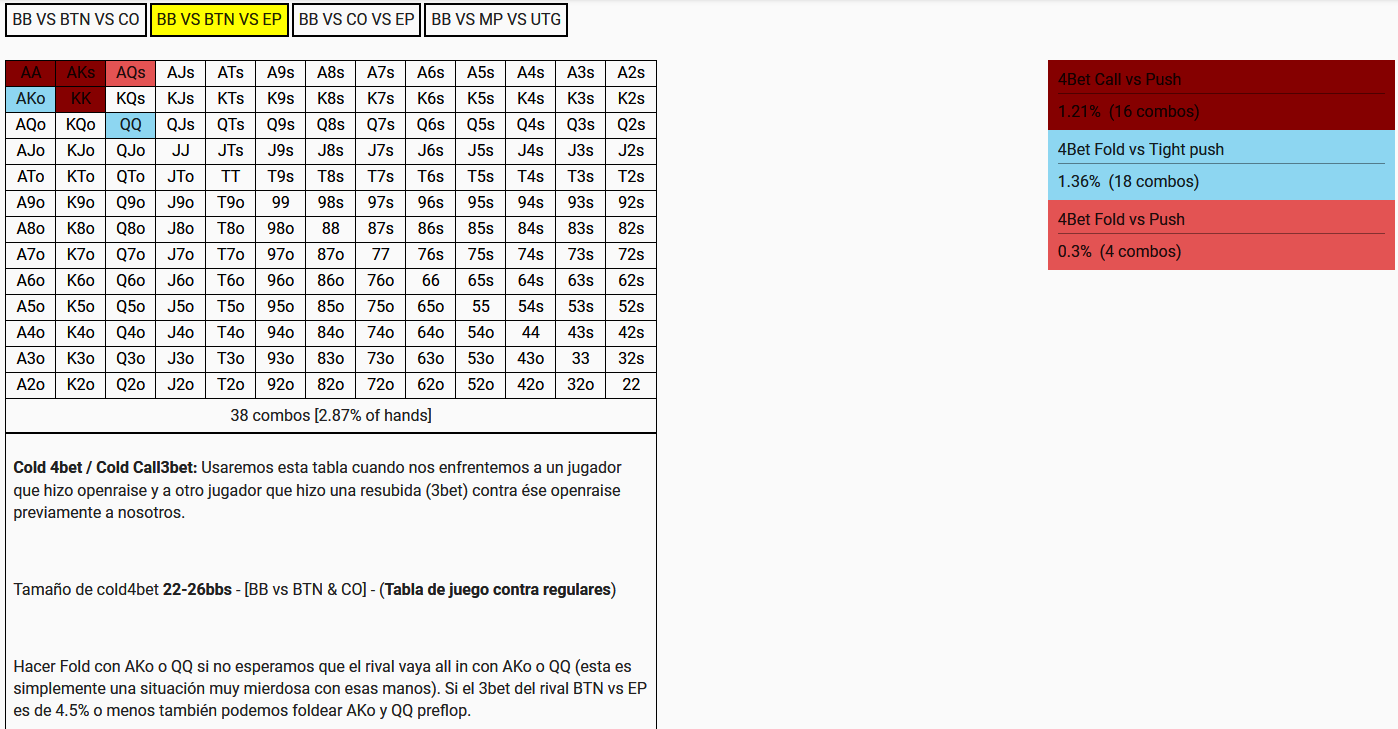 BB VS BTN VS CO BB VS BTN VS EP BB VS CO VS EP BB VS MP VS UTG
AA AKs AQs AJs ATs A9s A8s A7s A6s A5s A4s A3s A2s
AKo KK KQs KJs KTs K9s K8s K7s K6s K5s K4s K3s K2s
AQo KQo QQ QJs QTs Q9s Q8s Q7s Q6s Q5s Q4s Q3s Q2s
AJo KJo QJo JJ JTs J9s J8s J7s J6s J5s J4s J3s J2s
ATo KTo QTo JTo TT T9s T8s T7s T6s T5s T4s T3s T2s
A9o K9o Q9o J9o T9o 99 98s 97s 96s 95s 94s 93s 92s
A8o K8o Q8o J8o T8o 98o 88 87s 86s 85s 84s 83s 82s
A7o K7o Q7o J7o T7o 97o 87o 77 76s 75s 74s 73s 72s
A6o K6o Q6o J6o T6o 96o 86o 76o 66 65s 64s 63s 62s
A5o K5o Q5o J5o T5o 95o 85o 75o 65o 55 54s 53s 52s
A4o K4o Q4o J4o T4o 94o 84o 74o 64o 54o 44 43s 42s
A3o K3o Q3o J3o T3o 93o 83o 73o 63o 53o 43o 33 32s
A2o K2o Q2o J2o T2o 92o 82o 72o 62o 52o 42o 32o 22
38 combos [2.87% of hands]
Cold 4bet / Cold Call3bet: Usaremos esta tabla cuando nos enfrentemos a un jugador
que hizo openraise y a otro jugador que hizo una resubida (3bet) contra ése openraise
previamente a nosotros.
Tamaño de cold4bet 22-26bbs - [BB vs BTN & CO] - (Tabla de juego contra regulares)
Hacer Fold con AKo o QQ si no esperamos que el rival vaya all in con AKo o QQ (esta es
simplemente una situación muy mierdosa con esas manos). Si el 3bet del rival BTN vs EP
es de 4.5% o menos también podemos foldear AKo y QQ preflop.
4Bet Call vs Push
1.21% (16 combos)
4Bet Fold vs Tight push
1.36% (18 combos)
4Bet Fold vs Push
0.3% (4 combos)